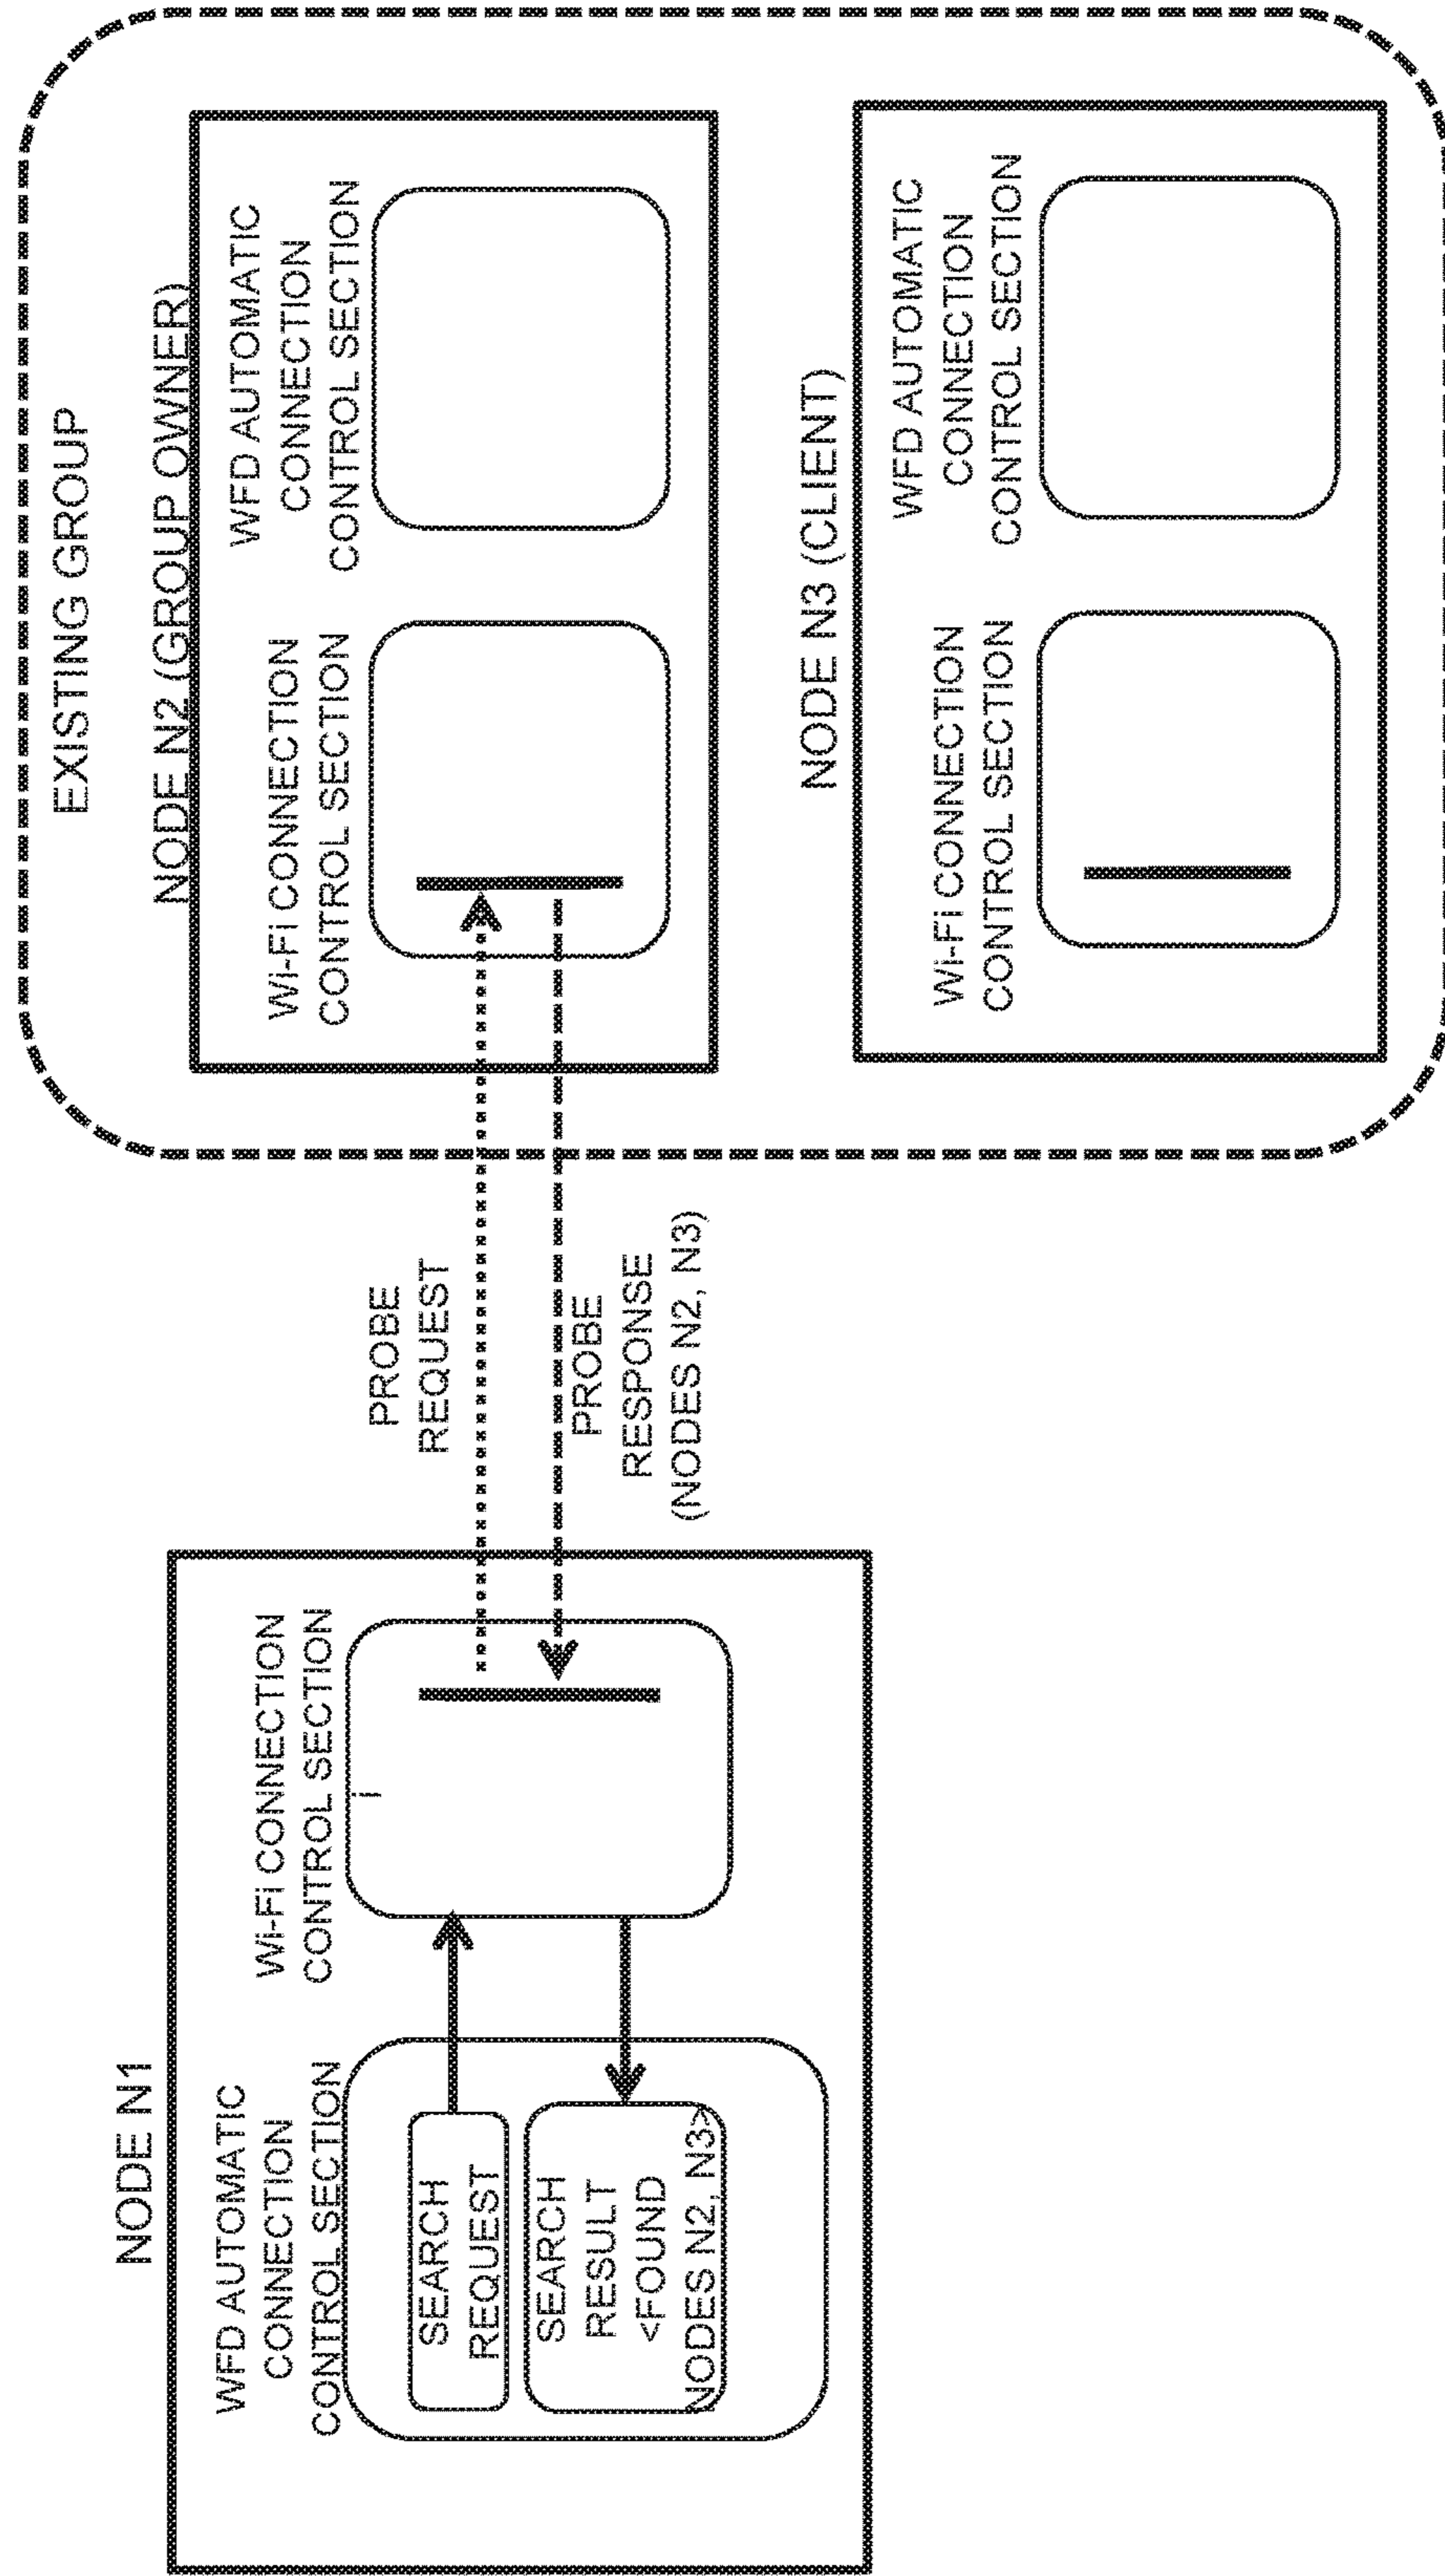 NODE N1
WFD AUTOMATIC
CONNECTION
CONTROL SECTION
SEARCH
REQUEST
SEARCH
RESULT
<FOUND
NODES N2, N3>
Wi-Fi CONNECTION
CONTROL SECTION
PROBE
REQUEST
PROBE
RESPONSE
(NODES N2, N3)
EXISTING GROUP
NODE N2 (GROUP OWNER)
Wi-Fi CONNECTION
CONTROL SECTION
WFD AUTOMATIC
CONNECTION
CONTROL SECTION
NODE N3 (CLIENT)
Wi-Fi CONNECTION
CONTROL SECTION
WFD AUTOMATIC
CONNECTION
CONTROL SECTION